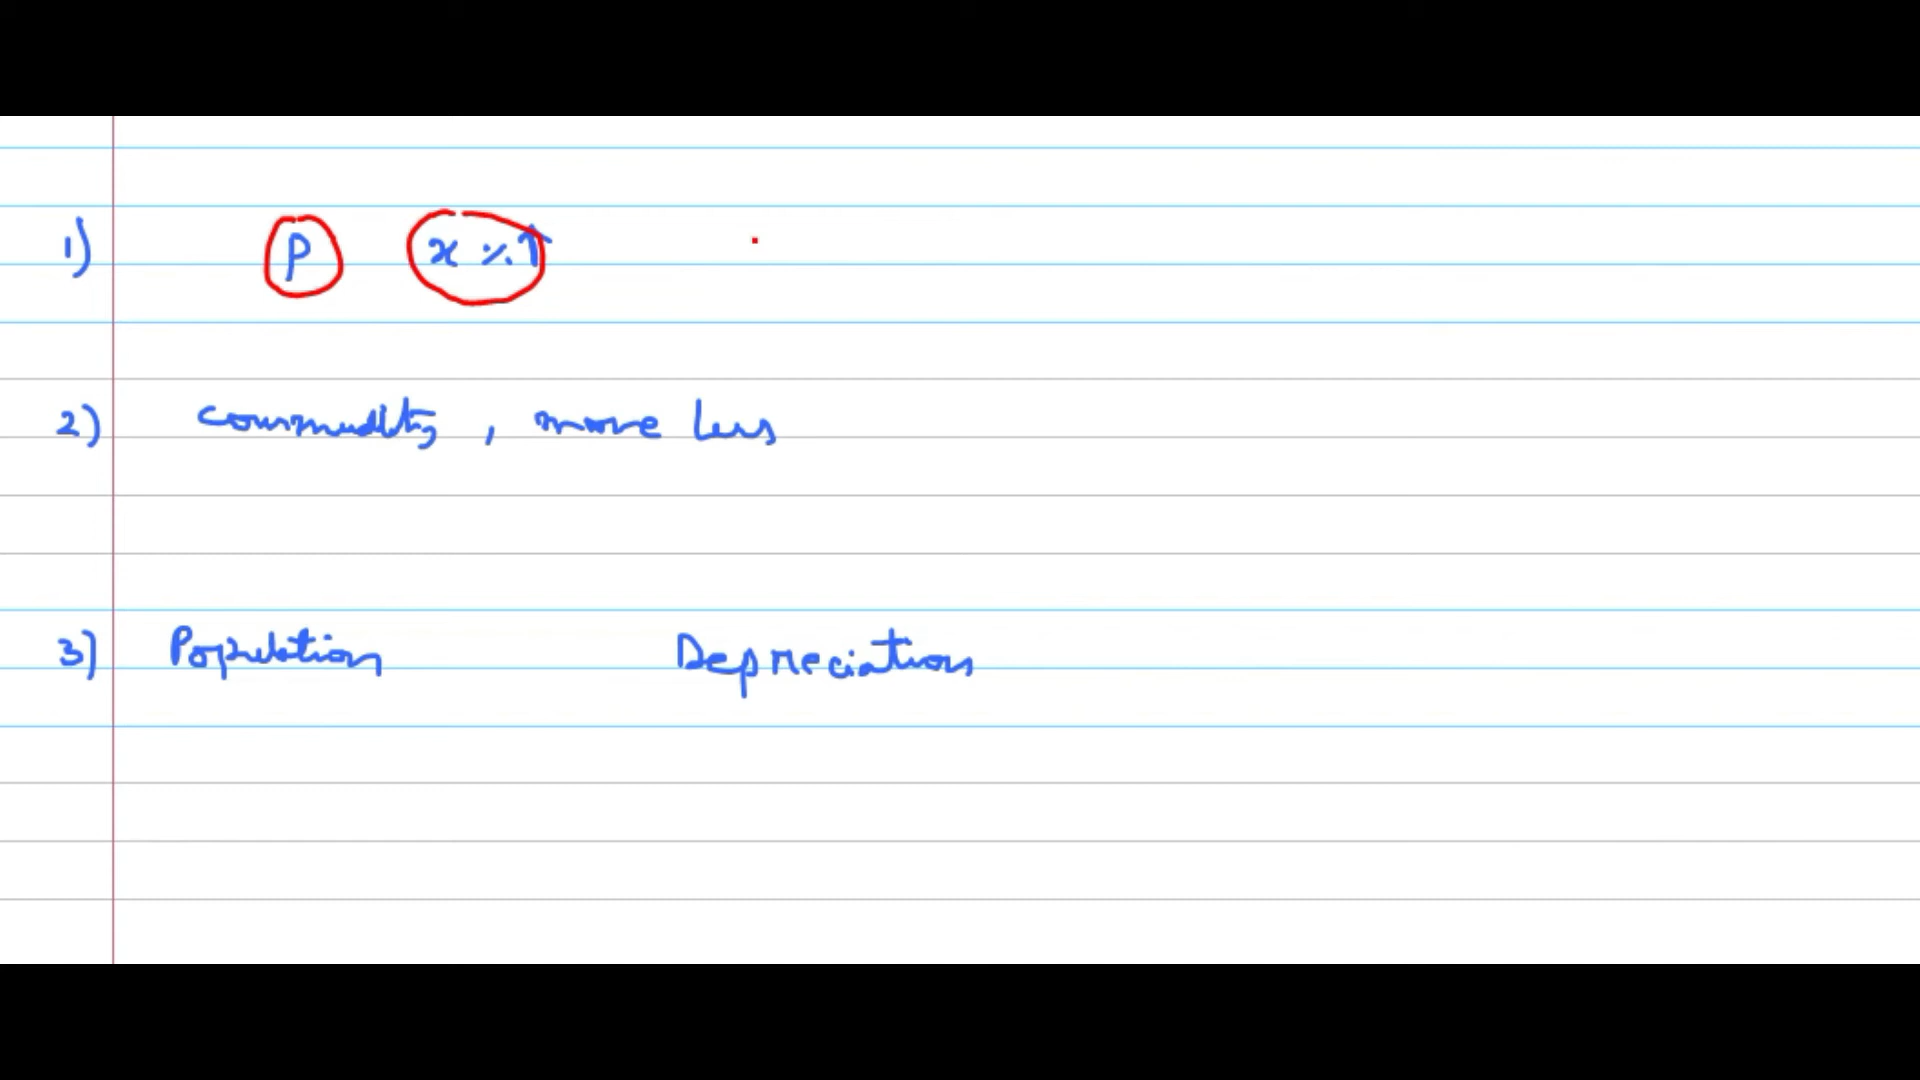 1) P x %↑
2) commodity, more less
3) Population Depreciation